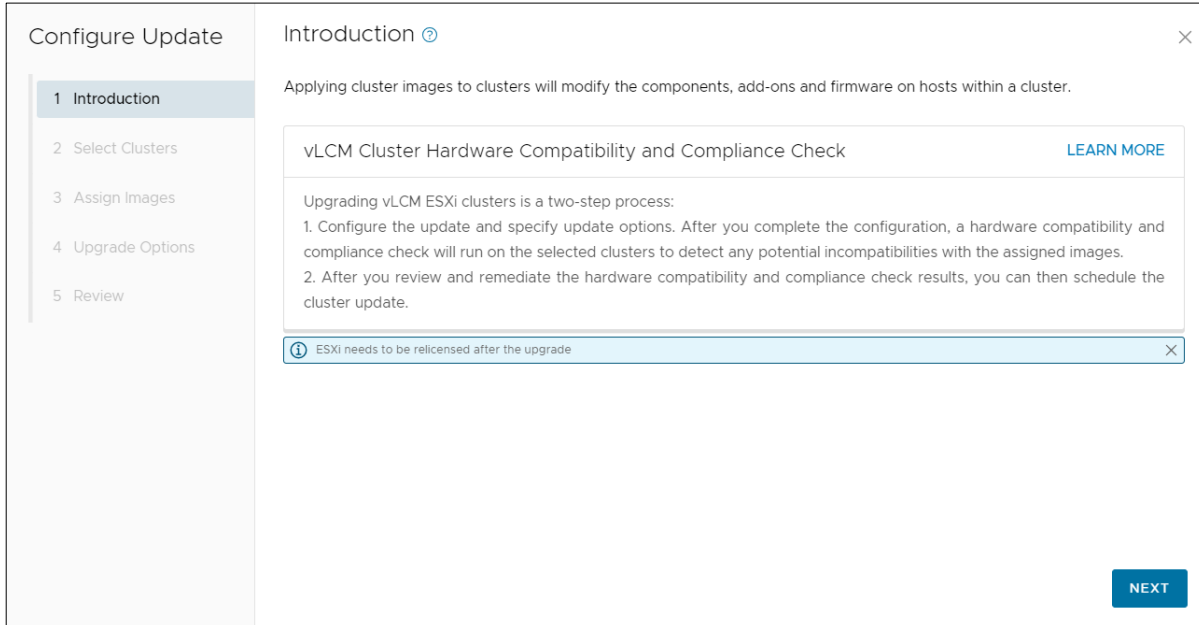 Configure Update
1 Introduction
2 Select Clusters
3 Assign Images
4 Upgrade Options
5 Review
Introduction
Applying cluster images to clusters will modify the components, add-ons and firmware on hosts within a cluster.
vLCM Cluster Hardware Compatibility and Compliance Check
LEARN MORE
Upgrading vLCM ESXi clusters is a two-step process:
1. Configure the update and specify update options. After you complete the configuration, a hardware compatibility and
compliance check will run on the selected clusters to detect any potential incompatibilities with the assigned images.
2. After you review and remediate the hardware compatibility and compliance check results, you can then schedule the
cluster update.
ESXi needs to be relicensed after the upgrade
NEXT